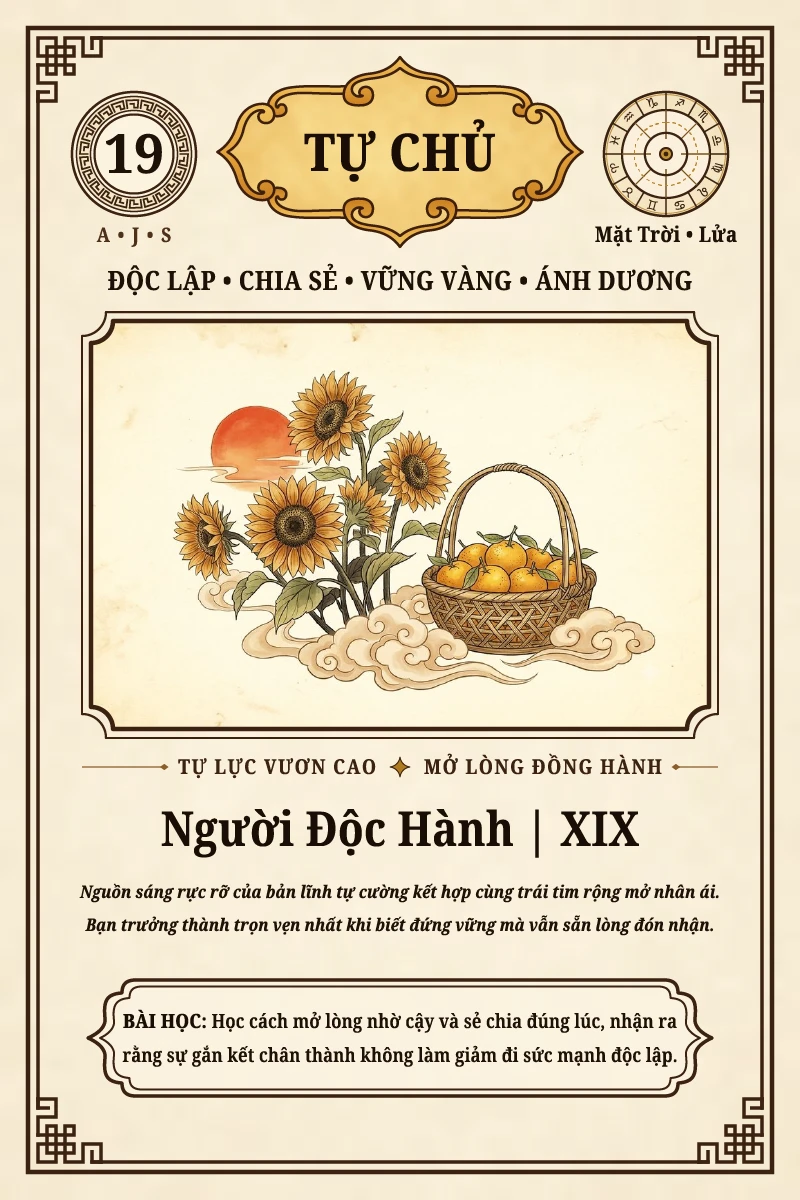 19
TỰ CHỦ
A • J • S
Mặt Trời • Lửa
ĐỘC LẬP • CHIA SẺ • VỮNG VÀNG • ÁNH DƯƠNG
TỰ LỰC VƯƠN CAO ✦ MỞ LÒNG ĐỒNG HÀNH
Người Độc Hành | XIX
Nguồn sáng rực rỡ của bản lĩnh tự cường kết hợp cùng trái tim rộng mở nhân ái.
Bạn trưởng thành trọn vẹn nhất khi biết đứng vững mà vẫn sẵn lòng đón nhận.
BÀI HỌC: Học cách mở lòng nhờ cậy và sẻ chia đúng lúc, nhận ra
rằng sự gắn kết chân thành không làm giảm đi sức mạnh độc lập.